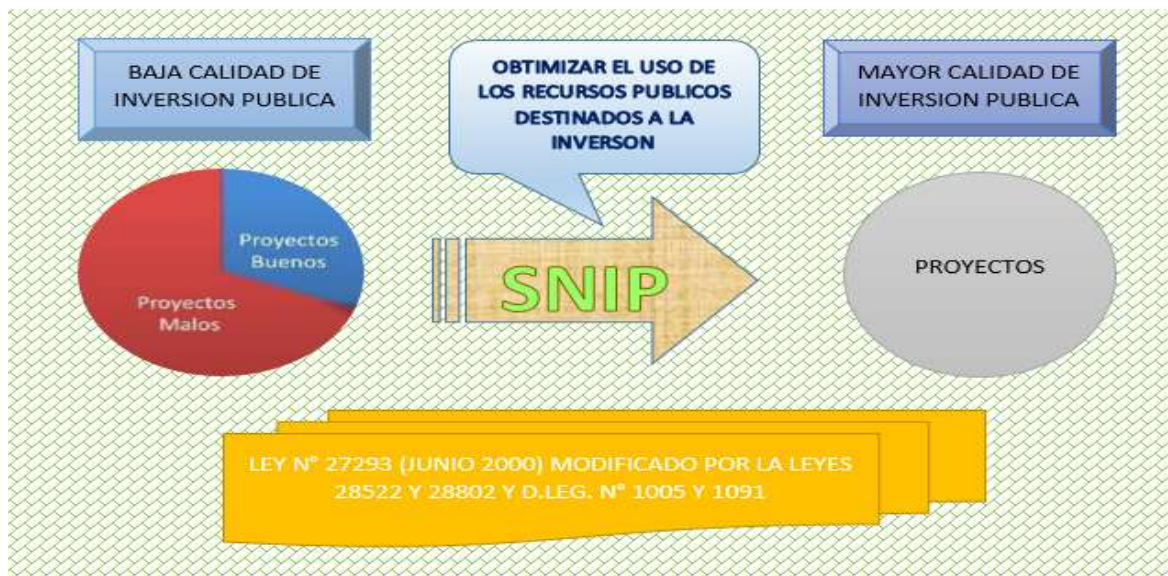 BAJA CALIDAD DE
INVERSION PUBLICA
OBTIMIZAR EL USO DE
LOS RECURSOS PUBLICOS
DESTINADOS A LA
INVERSON
MAYOR CALIDAD DE
INVERSION PUBLICA
Proyectos
Buenos
Proyectos
Malos
SNIP
PROYECTOS
LEY N° 27293 (JUNIO 2000) MODIFICADO POR LA LEYES
28522 Y 28802 Y D.LEG. N° 1005 Y 1091